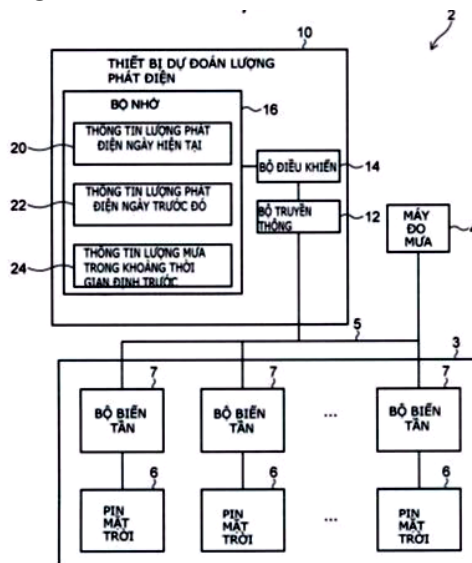 10
2
THIẾT BỊ DỰ ĐOÁN LƯỢNG
PHÁT ĐIỆN
BỘ NHỚ
16
20
THÔNG TIN LƯỢNG PHÁT
ĐIỆN NGÀY HIỆN TẠI
BỘ ĐIỀU KHIỂN
14
22
THÔNG TIN LƯỢNG PHÁT
ĐIỆN NGÀY TRƯỚC ĐÓ
BỘ TRUYỀN
THÔNG
12
MÁY
ĐO
MƯA
24
THÔNG TIN LƯỢNG MƯA
TRONG KHOẢNG THỜI
GIAN ĐỊNH TRƯỚC
5
3
7
7
7
BỘ BIẾN
TẦN
BỘ BIẾN
TẦN
...
BỘ BIẾN
TẦN
6
6
6
PIN
MẶT
TRỜI
PIN
MẶT
TRỜI
...
PIN
MẶT
TRỜI